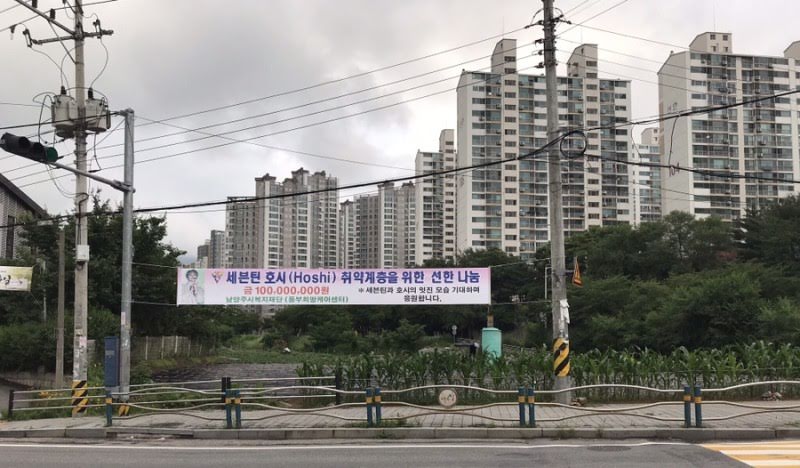 세븐틴 호시(Hoshi) 취약계층을 위한 선한 나눔
금 100,000,000원
※ 세븐틴과 호시의 멋진 모습 기대하며
남양주시복지재단(동부희망케어센터)
응원합니다.